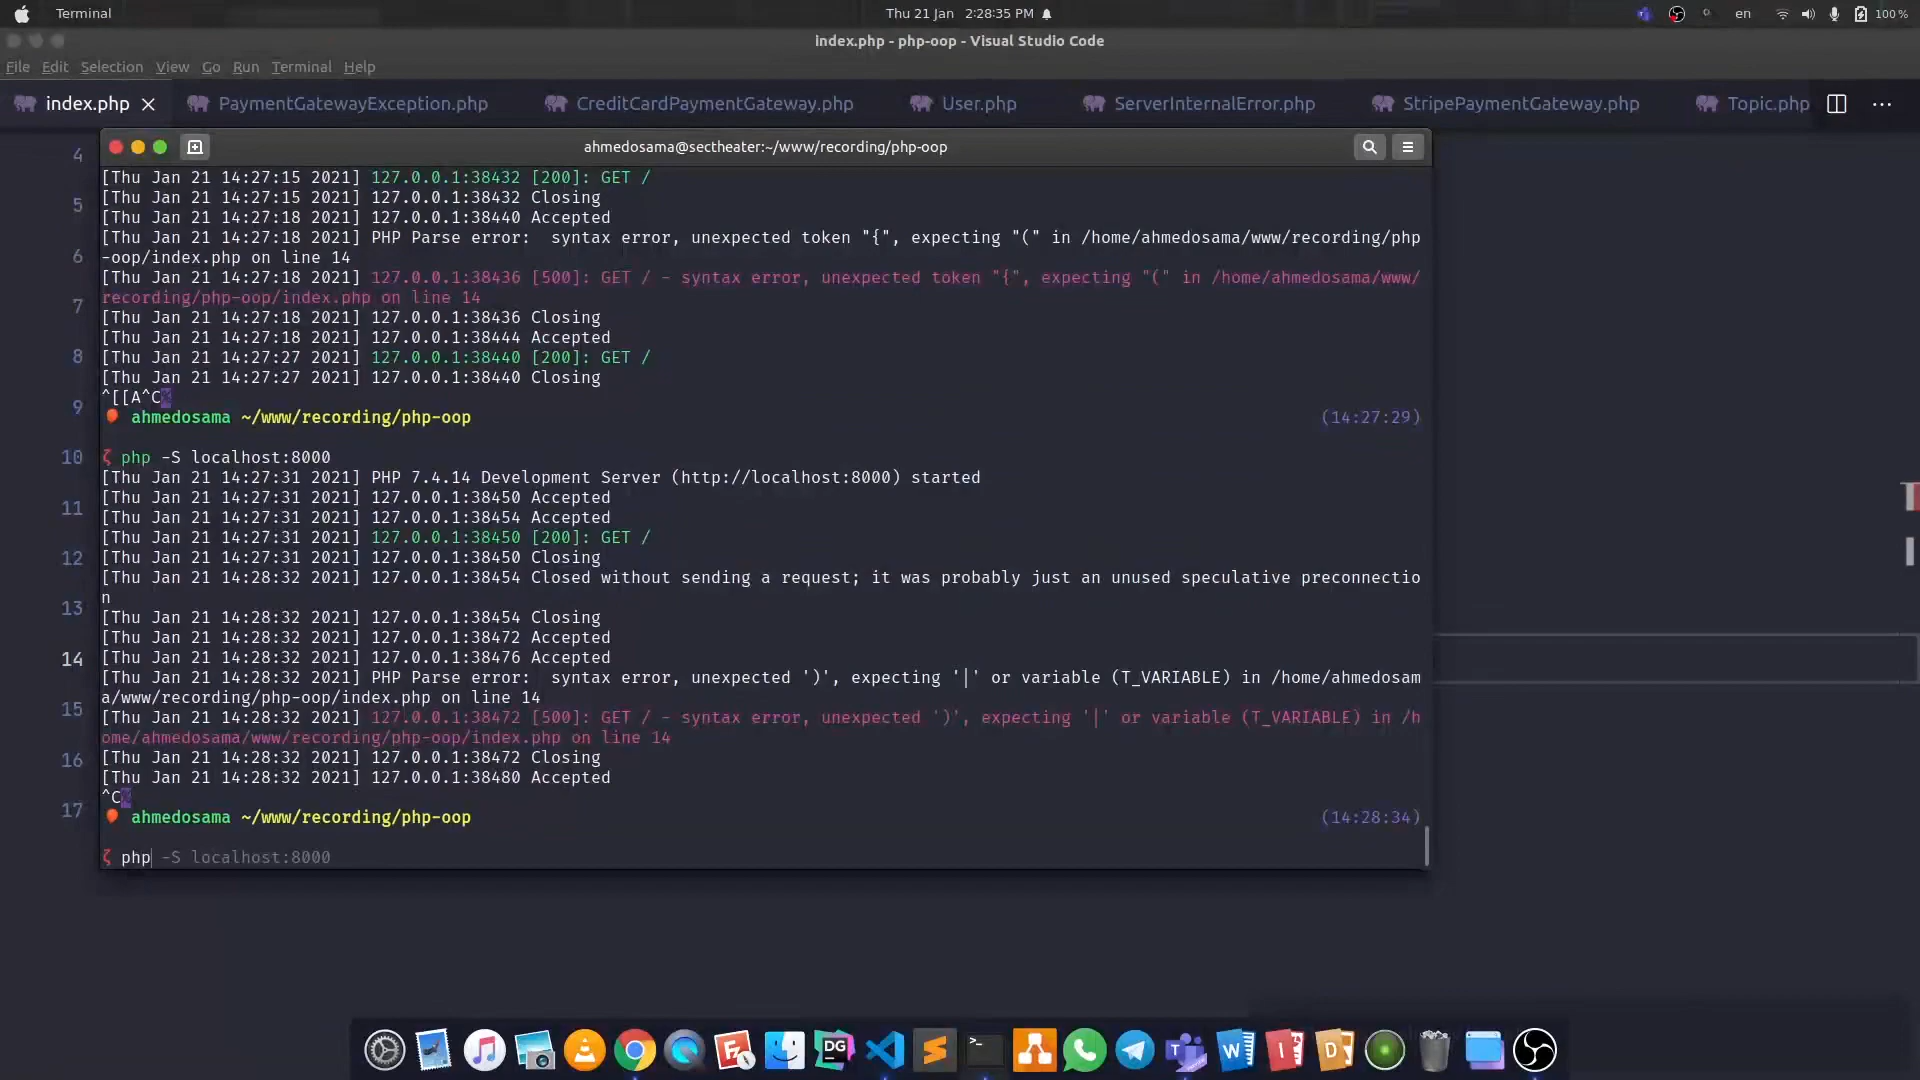 Terminal
Thu 21 Jan 2:28:35 PM
en
100 %
index.php - php-oop - Visual Studio Code
File Edit Selection View Go Run Terminal Help
index.php PaymentGatewayException.php CreditCardPaymentGateway.php User.php ServerInternalError.php StripePaymentGateway.php Topic.php
4
5
6
7
8
9
10
11
12
13
14
15
16
17
ahmedosama@sectheater:~/www/recording/php-oop
[Thu Jan 21 14:27:15 2021] 127.0.0.1:38432 [200]: GET /
[Thu Jan 21 14:27:15 2021] 127.0.0.1:38432 Closing
[Thu Jan 21 14:27:18 2021] 127.0.0.1:38440 Accepted
[Thu Jan 21 14:27:18 2021] PHP Parse error:  syntax error, unexpected token "{", expecting "(" in /home/ahmedosama/www/recording/php
-oop/index.php on line 14
[Thu Jan 21 14:27:18 2021] 127.0.0.1:38436 [500]: GET / - syntax error, unexpected token "{", expecting "(" in /home/ahmedosama/www/
recording/php-oop/index.php on line 14
[Thu Jan 21 14:27:18 2021] 127.0.0.1:38436 Closing
[Thu Jan 21 14:27:18 2021] 127.0.0.1:38444 Accepted
[Thu Jan 21 14:27:27 2021] 127.0.0.1:38440 [200]: GET /
[Thu Jan 21 14:27:27 2021] 127.0.0.1:38440 Closing
^[[A^C
ahmedosama ~/www/recording/php-oop (14:27:29)
ζ php -S localhost:8000
[Thu Jan 21 14:27:31 2021] PHP 7.4.14 Development Server (http://localhost:8000) started
[Thu Jan 21 14:27:31 2021] 127.0.0.1:38450 Accepted
[Thu Jan 21 14:27:31 2021] 127.0.0.1:38454 Accepted
[Thu Jan 21 14:27:31 2021] 127.0.0.1:38450 [200]: GET /
[Thu Jan 21 14:27:31 2021] 127.0.0.1:38450 Closing
[Thu Jan 21 14:28:32 2021] 127.0.0.1:38454 Closed without sending a request; it was probably just an unused speculative preconnectio
n
[Thu Jan 21 14:28:32 2021] 127.0.0.1:38454 Closing
[Thu Jan 21 14:28:32 2021] 127.0.0.1:38472 Accepted
[Thu Jan 21 14:28:32 2021] 127.0.0.1:38476 Accepted
[Thu Jan 21 14:28:32 2021] PHP Parse error:  syntax error, unexpected ')', expecting '|' or variable (T_VARIABLE) in /home/ahmedosam
a/www/recording/php-oop/index.php on line 14
[Thu Jan 21 14:28:32 2021] 127.0.0.1:38472 [500]: GET / - syntax error, unexpected ')', expecting '|' or variable (T_VARIABLE) in /h
ome/ahmedosama/www/recording/php-oop/index.php on line 14
[Thu Jan 21 14:28:32 2021] 127.0.0.1:38472 Closing
[Thu Jan 21 14:28:32 2021] 127.0.0.1:38480 Accepted
^C
ahmedosama ~/www/recording/php-oop (14:28:34)
ζ php -S localhost:8000
Fz
DG
>_
W
I
D